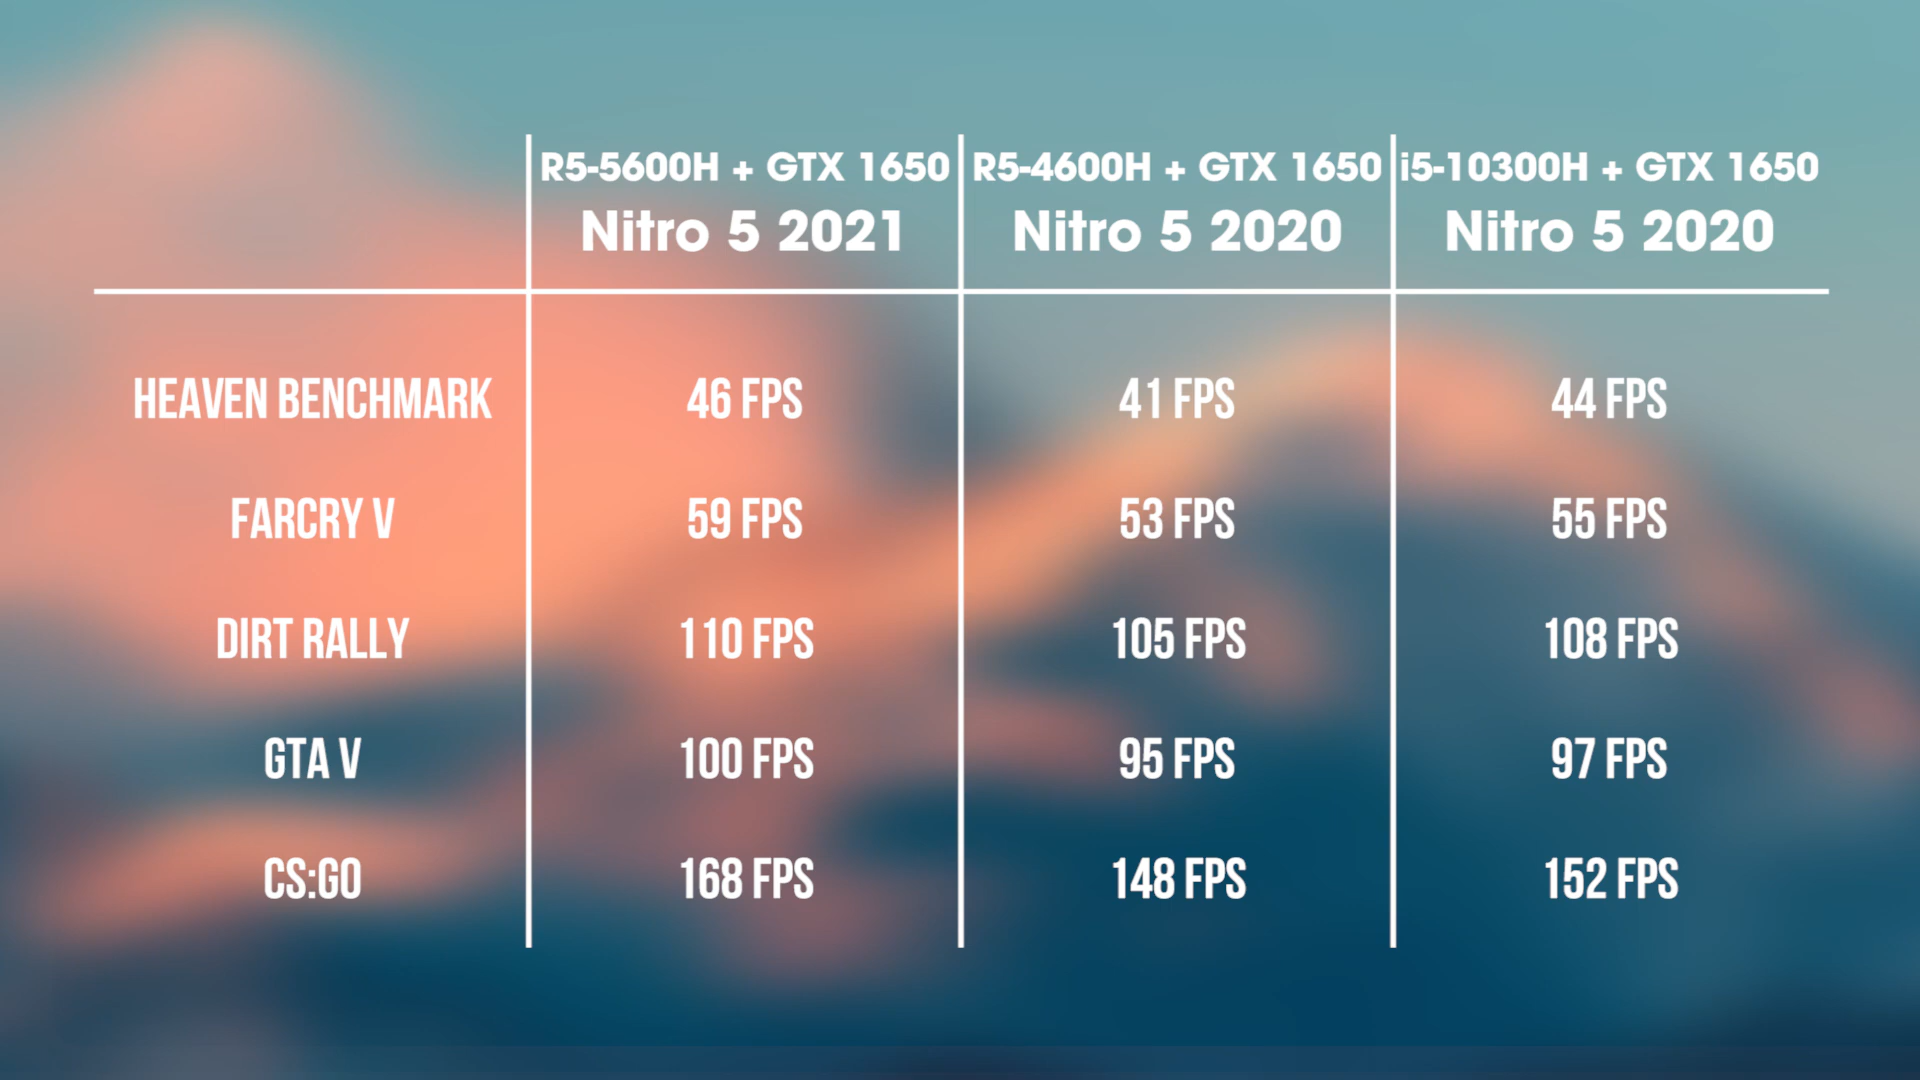 R5-5600H + GTX 1650 R5-4600H + GTX 1650 i5-10300H + GTX 1650
Nitro 5 2021 Nitro 5 2020 Nitro 5 2020
HEAVEN BENCHMARK 46 FPS 41 FPS 44 FPS
FARCRY V 59 FPS 53 FPS 55 FPS
DIRT RALLY 110 FPS 105 FPS 108 FPS
GTA V 100 FPS 95 FPS 97 FPS
CS:GO 168 FPS 148 FPS 152 FPS